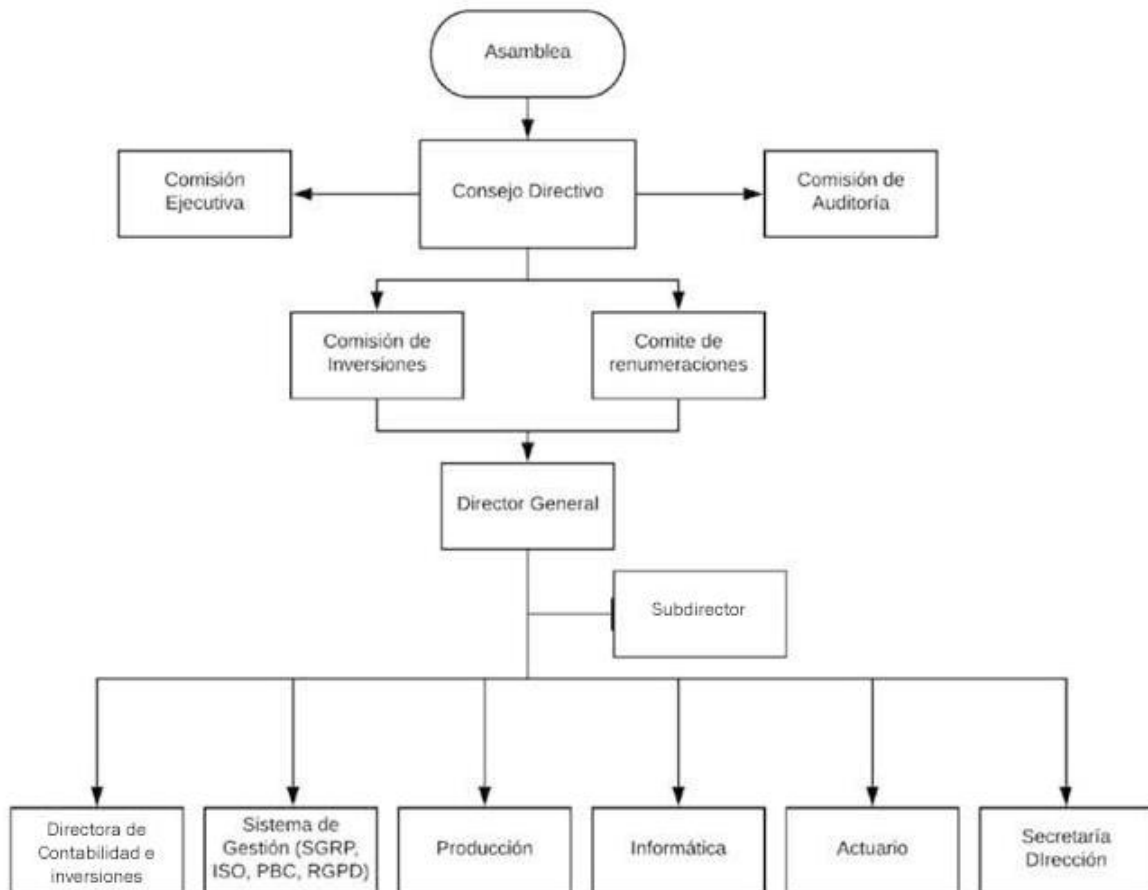 Asamblea
Comisión
Ejecutiva
Consejo Directivo
Comisión de
Auditoría
Comisión de
Inversiones
Comite de
renumeraciones
Director General
Subdirector
Directora de
Contabilidad e
inversiones
Sistema de
Gestión (SGRP,
ISO, PBC, RGPD)
Producción
Informática
Actuario
Secretaría
DIrección